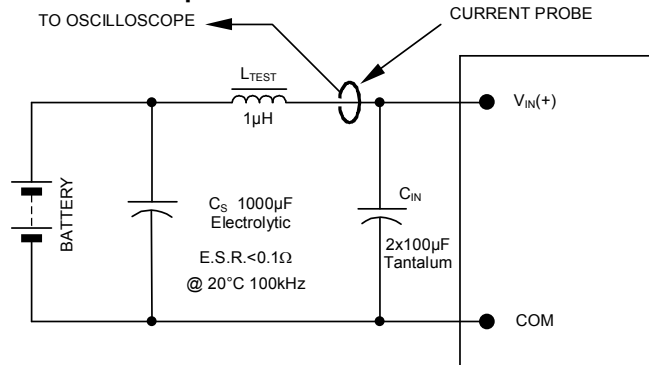 TO OSCILLOSCOPE
CURRENT PROBE
LTEST
1µH
VIN(+)
BATTERY
CS 1000µF
Electrolytic
E.S.R.<0.1Ω
@ 20°C 100kHz
CIN
2x100µF
Tantalum
COM